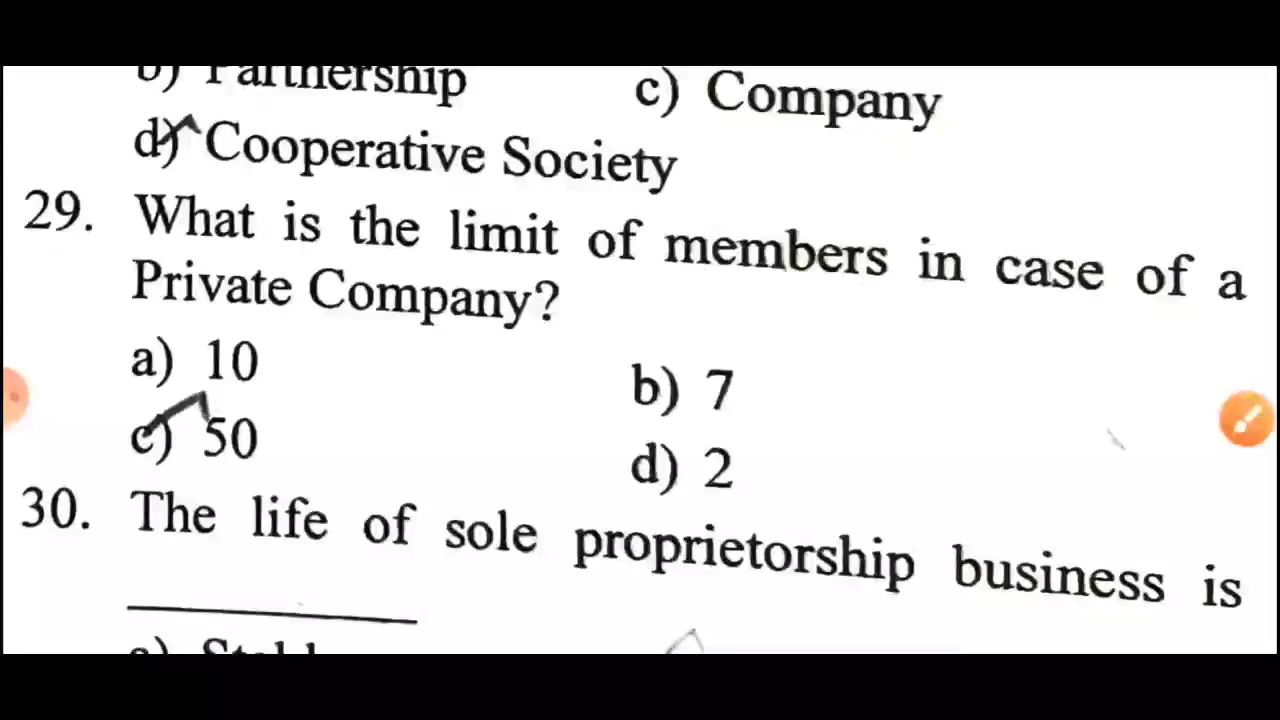 b) Partnership c) Company
d) Cooperative Society
29. What is the limit of members in case of a
Private Company?
a) 10 b) 7
c) 50 d) 2
30. The life of sole proprietorship business is